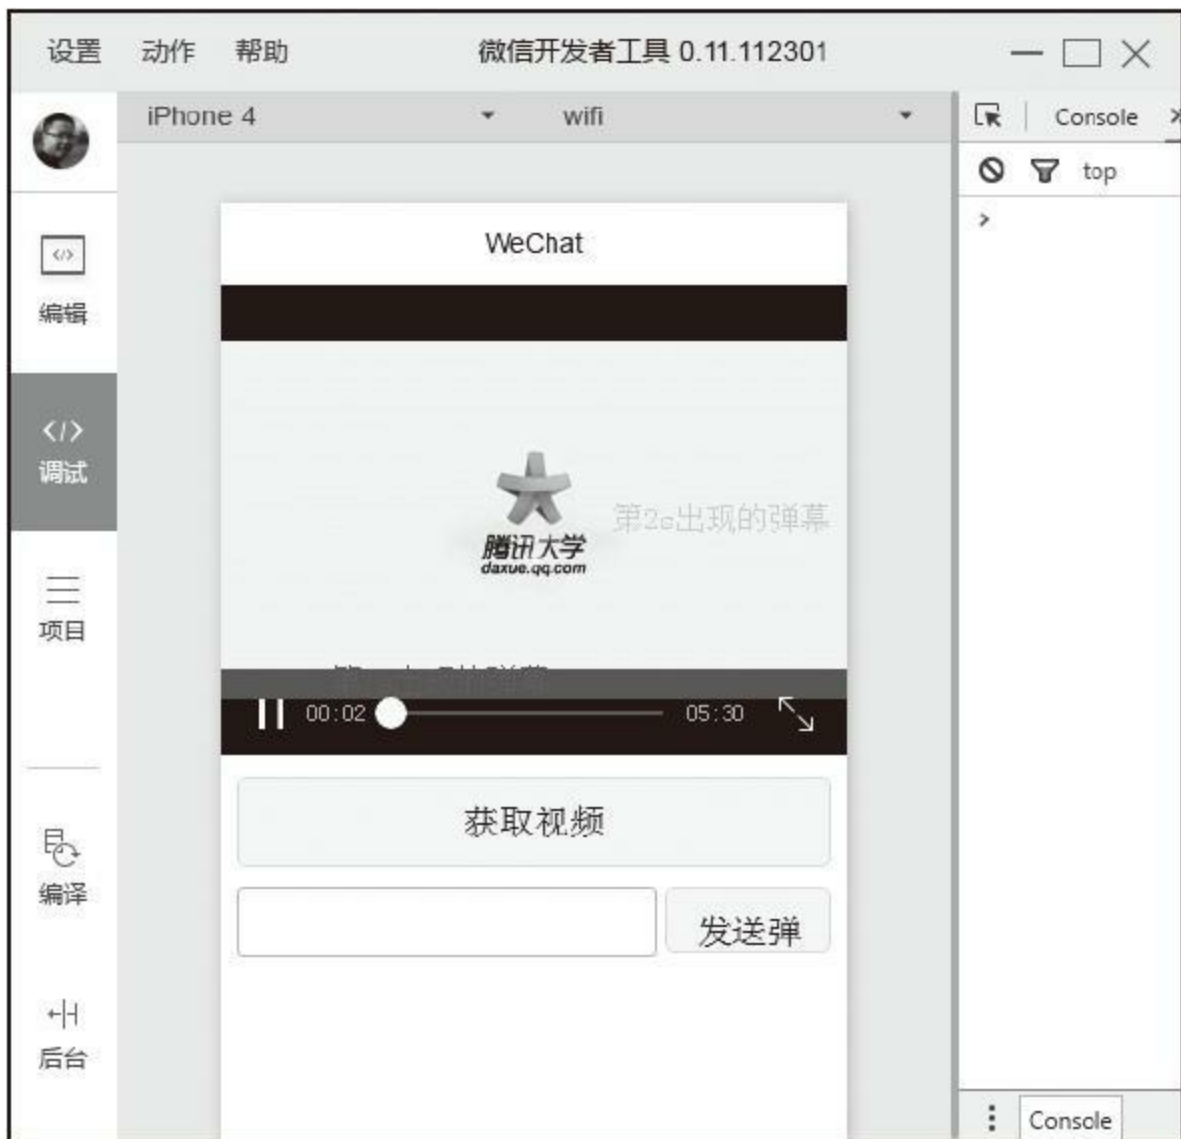 设置 动作 帮助 微信开发者工具 0.11.112301
iPhone 4 wifi
Console
top
WeChat
编辑
调试
项目
编译
后台
第2s出现的弹幕
腾讯大学
daxue.qq.com
00:02 05:30
获取视频
发送弹
Console